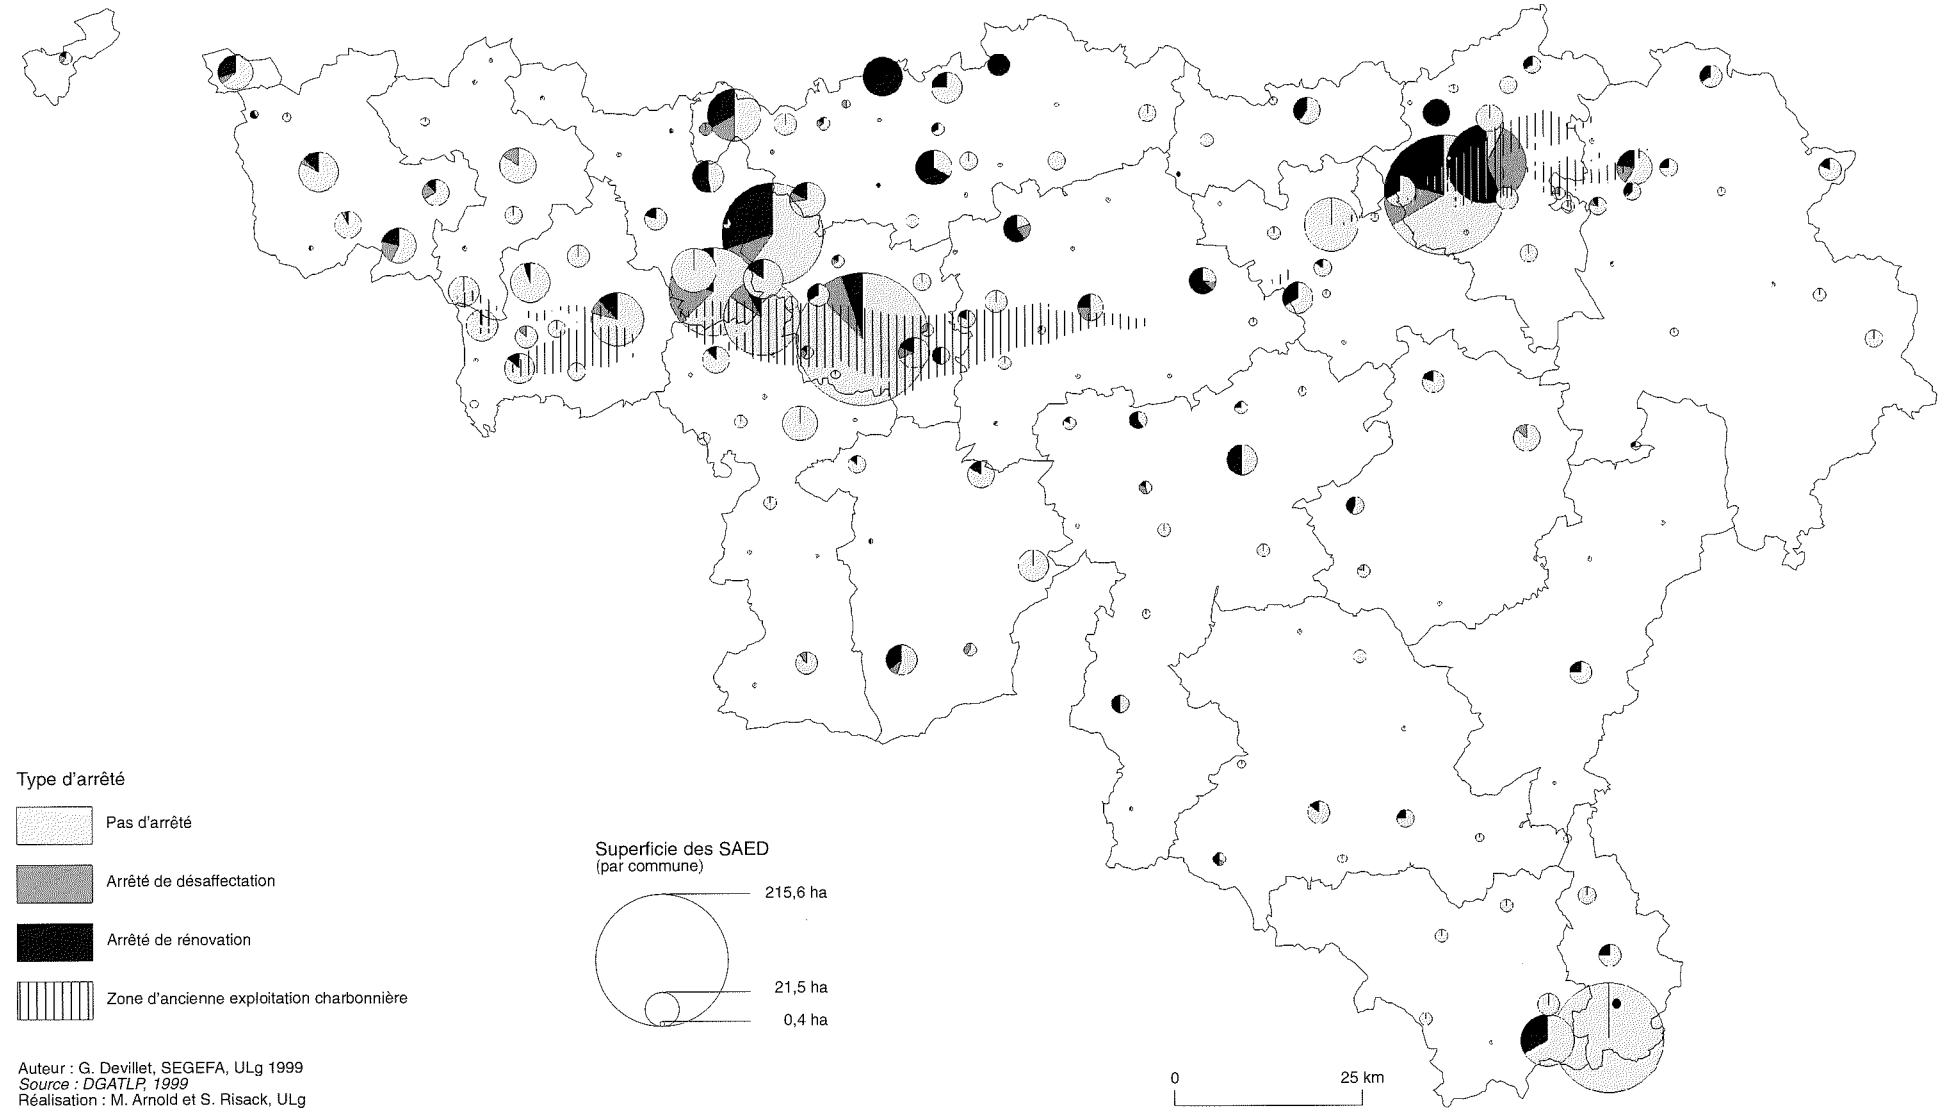 Type d'arrêté
Pas d'arrêté
Arrêté de désaffectation
Arrêté de rénovation
Zone d'ancienne exploitation charbonnière
Auteur : G. Devillet, SEGEFA, ULg 1999
Source : DGATLP, 1999
Réalisation : M. Arnold et S. Risack, ULg
Superficie des SAED
(par commune)
215,6 ha
21,5 ha
0,4 ha
0 25 km